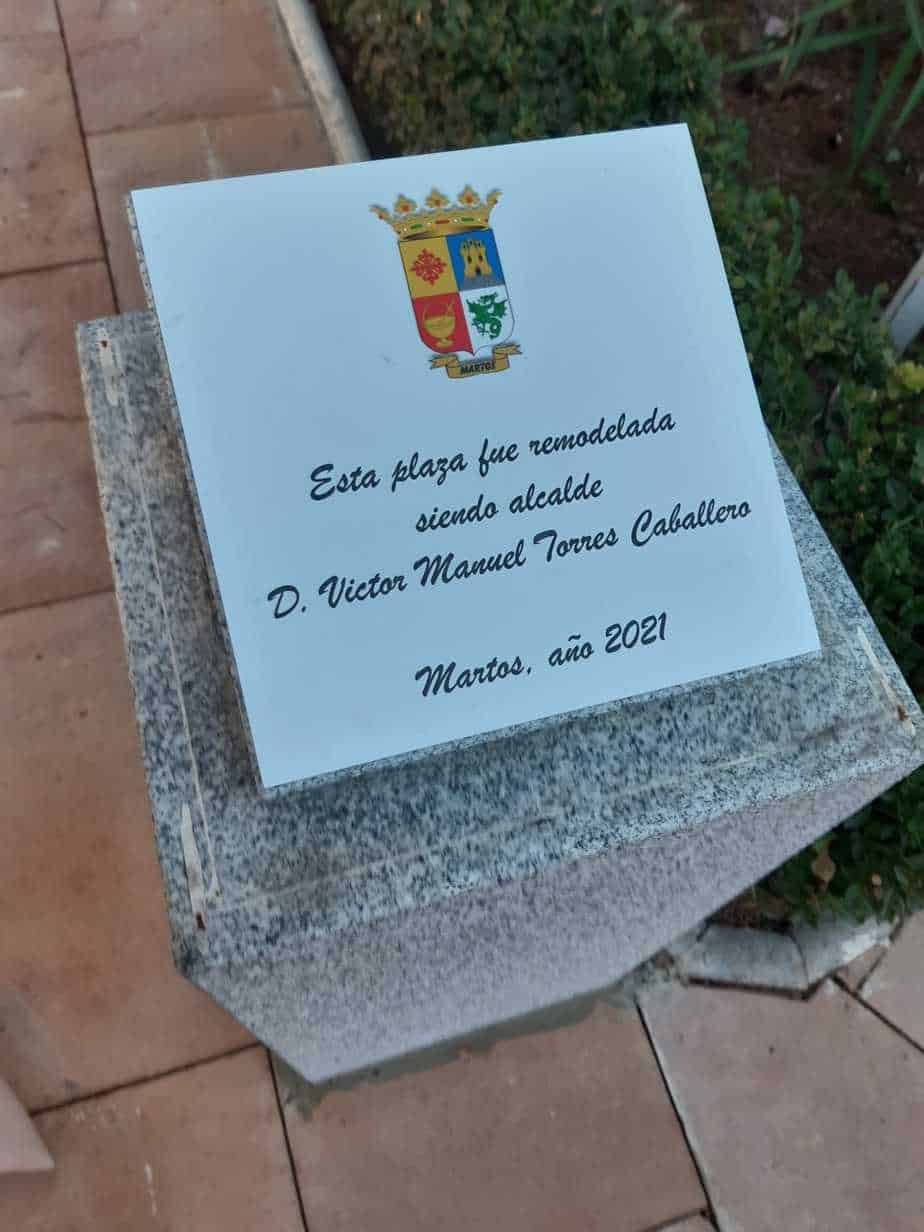 MARTOS
Esta plaza fue remodelada
siendo alcalde
D. Victor Manuel Torres Caballero
Martos, año 2021